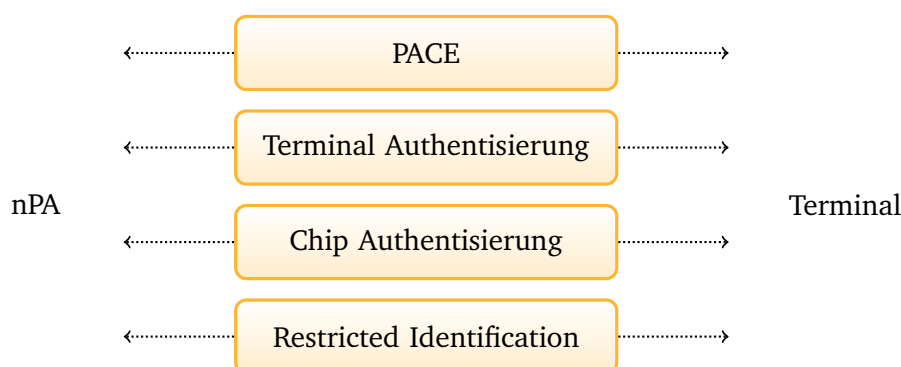 PACE
Terminal Authentisierung
nPA
Terminal
Chip Authentisierung
Restricted Identification